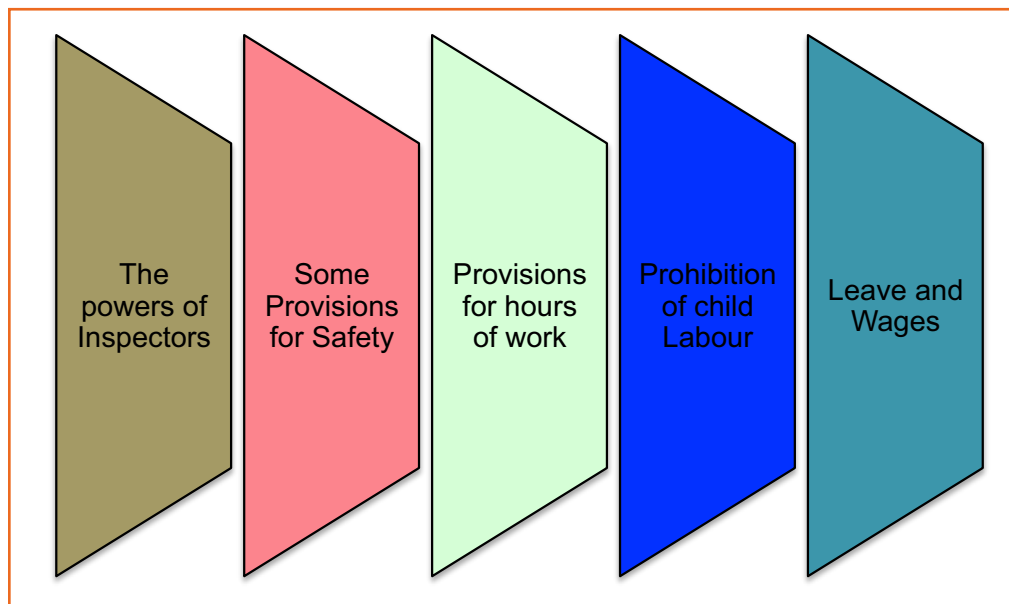 The
powers of
Inspectors
Some
Provisions
for Safety
Provisions
for hours
of work
Prohibition
of child
Labour
Leave and
Wages